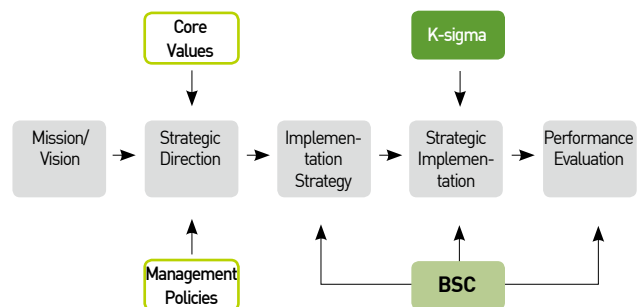 Core
Values
K-sigma
Mission/
Vision
Strategic
Direction
Implemen-
tation
Strategy
Strategic
Implemen-
tation
Performance
Evaluation
Management
Policies
BSC